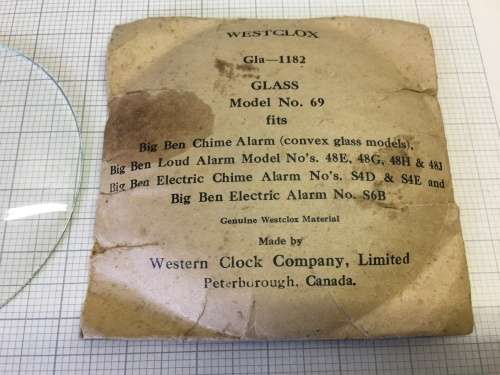 WESTCLOX
Gla—1182
GLASS
Model No. 69
fits
Big Ben Chime Alarm (convex glass models),
Big Ben Loud Alarm Model No's. 48E, 48G, 48H & 48J
Big Ben Electric Chime Alarm No's. S4D & S4E and
Big Ben Electric Alarm No. S6B
Genuine Westclox Material
Made by
Western Clock Company, Limited
Peterborough, Canada.